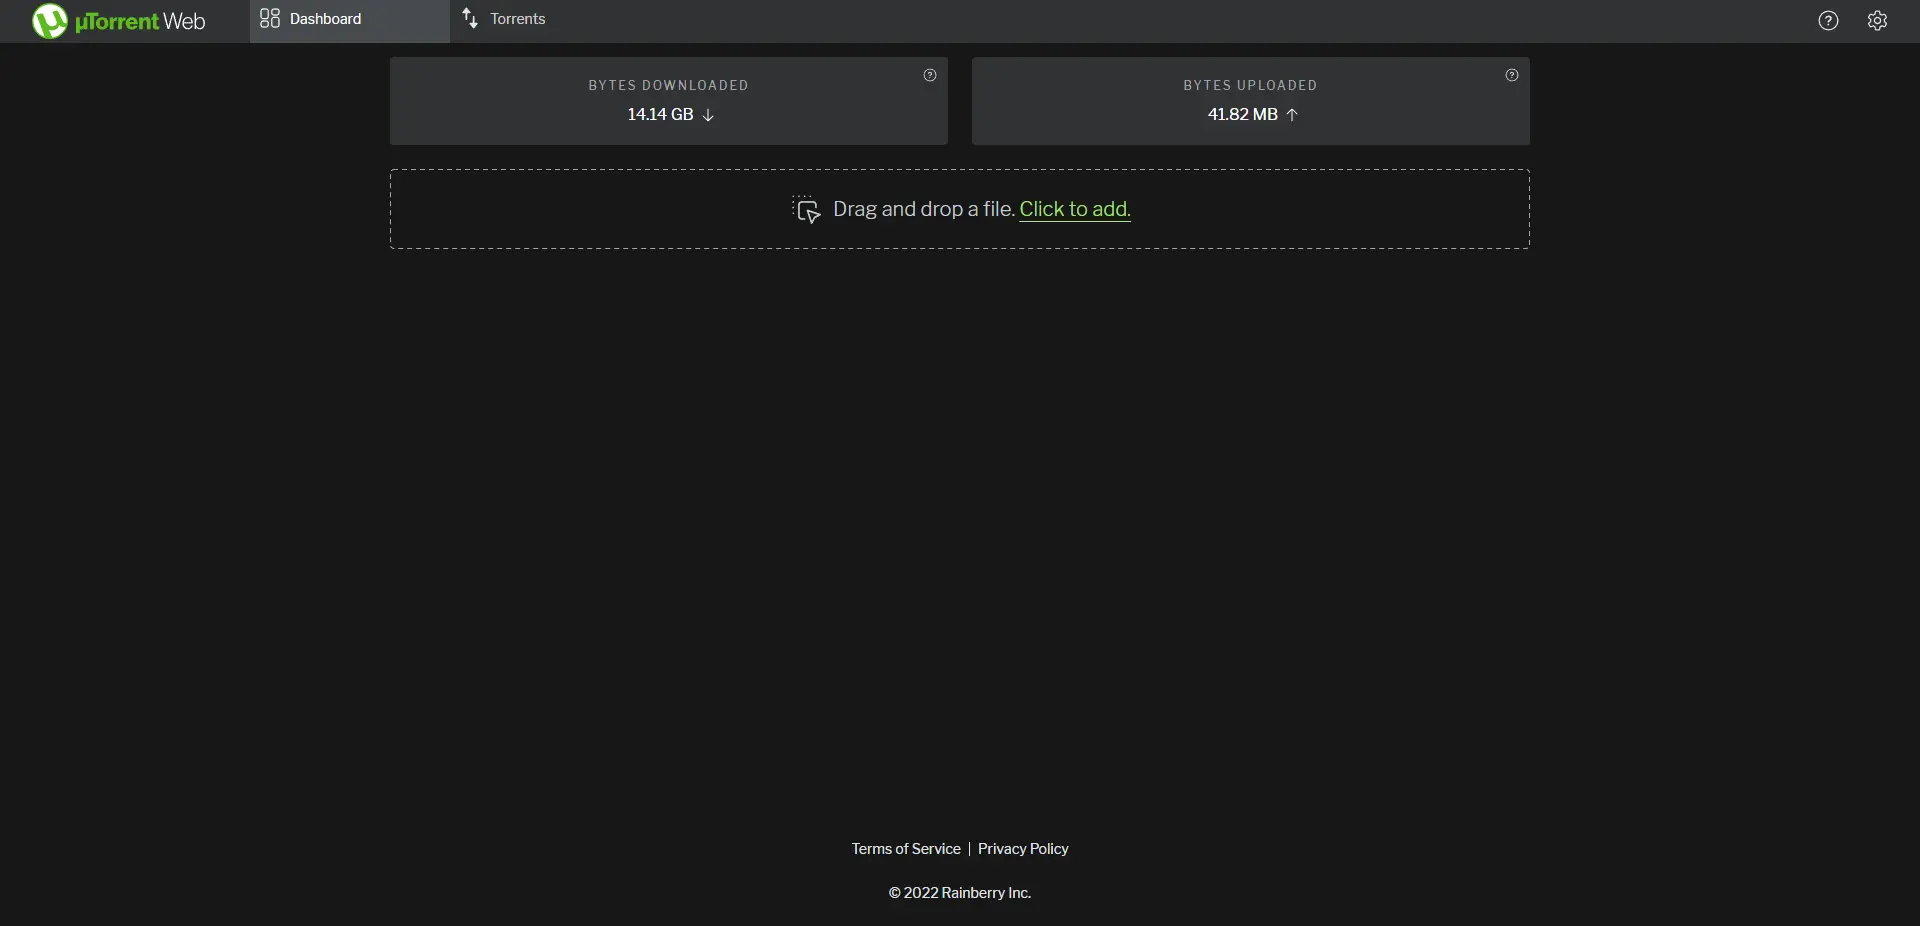 µTorrent Web
Dashboard
Torrents
BYTES DOWNLOADED
14.14 GB ↓
BYTES UPLOADED
41.82 MB ↑
Drag and drop a file. Click to add.
Terms of Service | Privacy Policy
© 2022 Rainberry Inc.